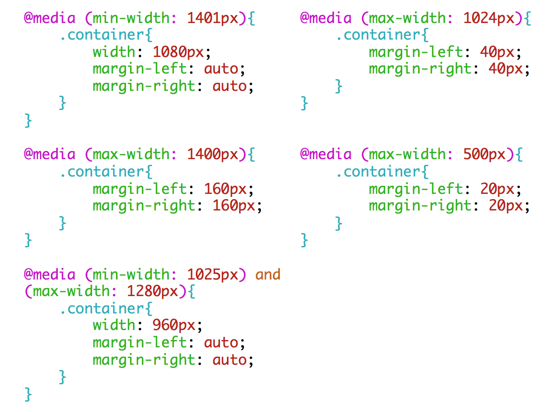 @media (min-width: 1401px){
    .container{
        width: 1080px;
        margin-left: auto;
        margin-right: auto;
    }
}
@media (max-width: 1400px){
    .container{
        margin-left: 160px;
        margin-right: 160px;
    }
}
@media (min-width: 1025px) and
(max-width: 1280px){
    .container{
        width: 960px;
        margin-left: auto;
        margin-right: auto;
    }
}
@media (max-width: 1024px){
    .container{
        margin-left: 40px;
        margin-right: 40px;
    }
}
@media (max-width: 500px){
    .container{
        margin-left: 20px;
        margin-right: 20px;
    }
}